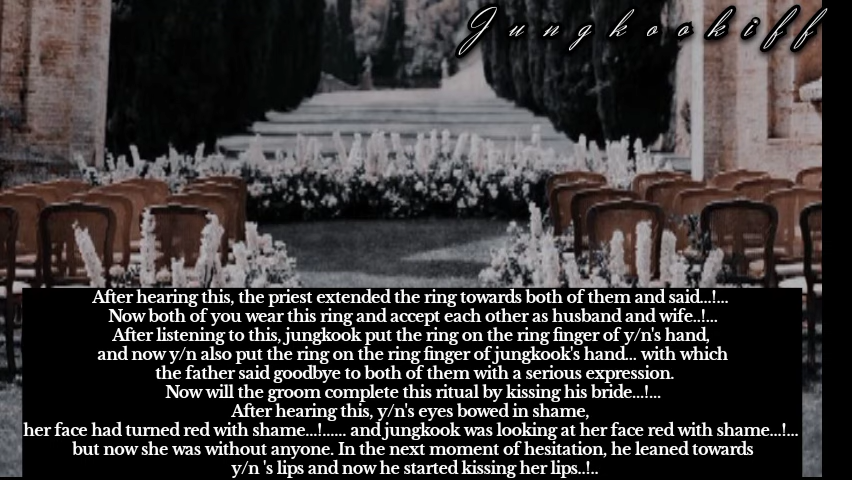 Jungkookiff
After hearing this, the priest extended the ring towards both of them and said...!...
Now both of you wear this ring and accept each other as husband and wife..!...
After listening to this, jungkook put the ring on the ring finger of y/n's hand,
and now y/n also put the ring on the ring finger of jungkook's hand... with which
the father said goodbye to both of them with a serious expression.
Now will the groom complete this ritual by kissing his bride...!...
After hearing this, y/n's eyes bowed in shame,
her face had turned red with shame...!...... and jungkook was looking at her face red with shame...!...
but now she was without anyone. In the next moment of hesitation, he leaned towards
y/n 's lips and now he started kissing her lips..!..